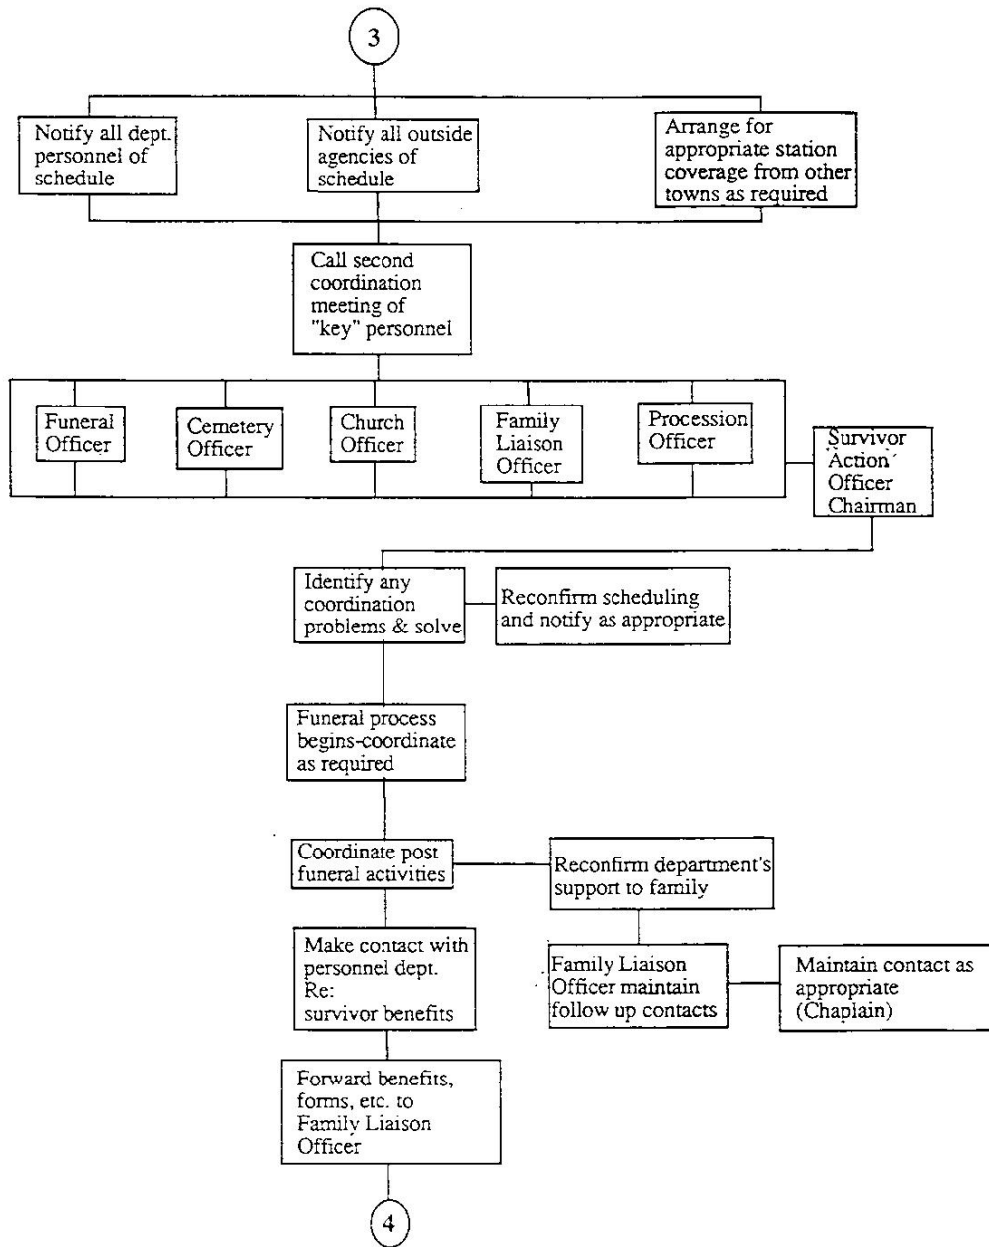 3
Notify all dept.
personnel of
schedule
Notify all outside
agencies of
schedule
Arrange for
appropriate station
coverage from other
towns as required
Call second
coordination
meeting of
"key" personnel
Funeral
Officer
Cemetery
Officer
Church
Officer
Family
Liaison
Officer
Procession
Officer
Survivor
Action
Officer
Chairman
Identify any
coordination
problems & solve
Reconfirm scheduling
and notify as appropriate
Funeral process
begins-coordinate
as required
Coordinate post
funeral activities
Reconfirm department's
support to family
Make contact with
personnel dept.
Re:
survivor benefits
Family Liaison
Officer maintain
follow up contacts
Maintain contact as
appropriate
(Chaplain)
Forward benefits,
forms, etc. to
Family Liaison
Officer
4